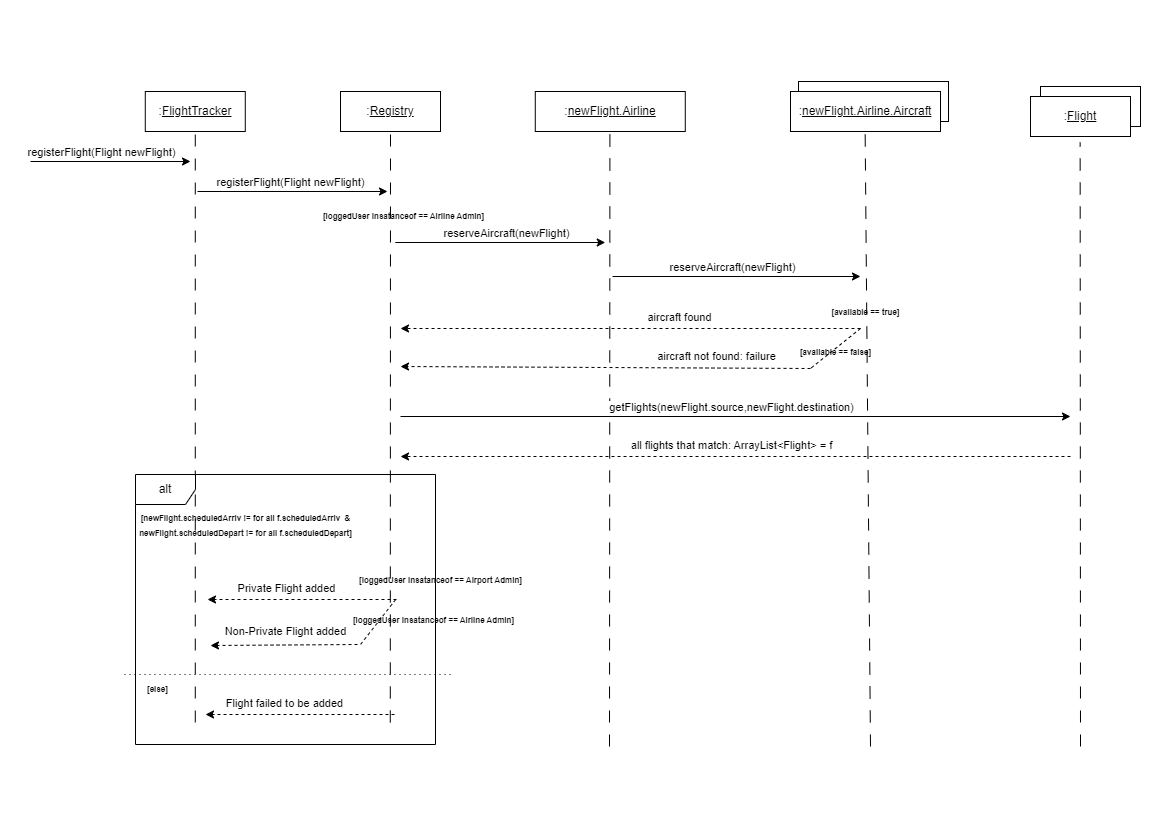 :FlightTracker
:Registry
:newFlight.Airline
:newFlight.Airline.Aircraft
:Flight
registerFlight(Flight newFlight)
registerFlight(Flight newFlight)
[loggedUser insatanceof == Airline Admin]
reserveAircraft(newFlight)
reserveAircraft(newFlight)
[available == true]
aircraft found
[available == false]
aircraft not found: failure
getFlights(newFlight.source,newFlight.destination)
all flights that match: ArrayList<Flight> = f
alt
[newFlight.scheduledArriv != for all f.scheduledArriv &
newFlight.scheduledDepart != for all f.scheduledDepart]
[loggedUser insatanceof == Airport Admin]
Private Flight added
[loggedUser insatanceof == Airline Admin]
Non-Private Flight added
[else]
Flight failed to be added